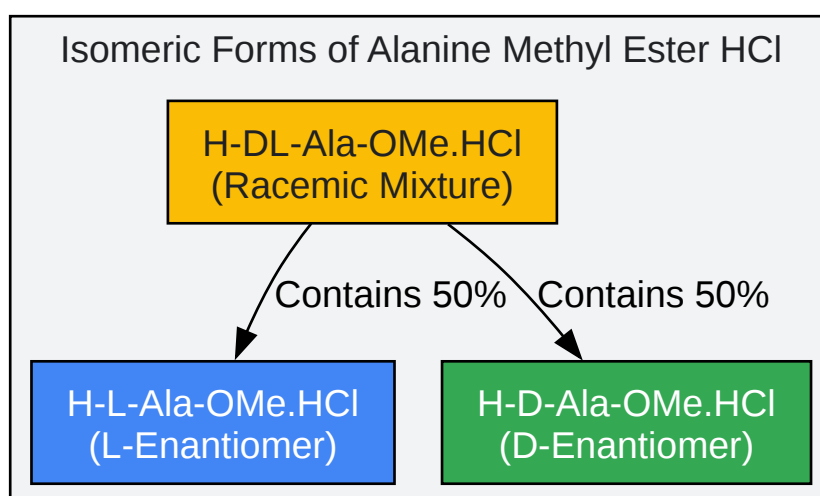 Isomeric Forms of Alanine Methyl Ester HCl
H-DL-Ala-OMe.HCl
(Racemic Mixture)
Contains 50%
Contains 50%
H-L-Ala-OMe.HCl
(L-Enantiomer)
H-D-Ala-OMe.HCl
(D-Enantiomer)